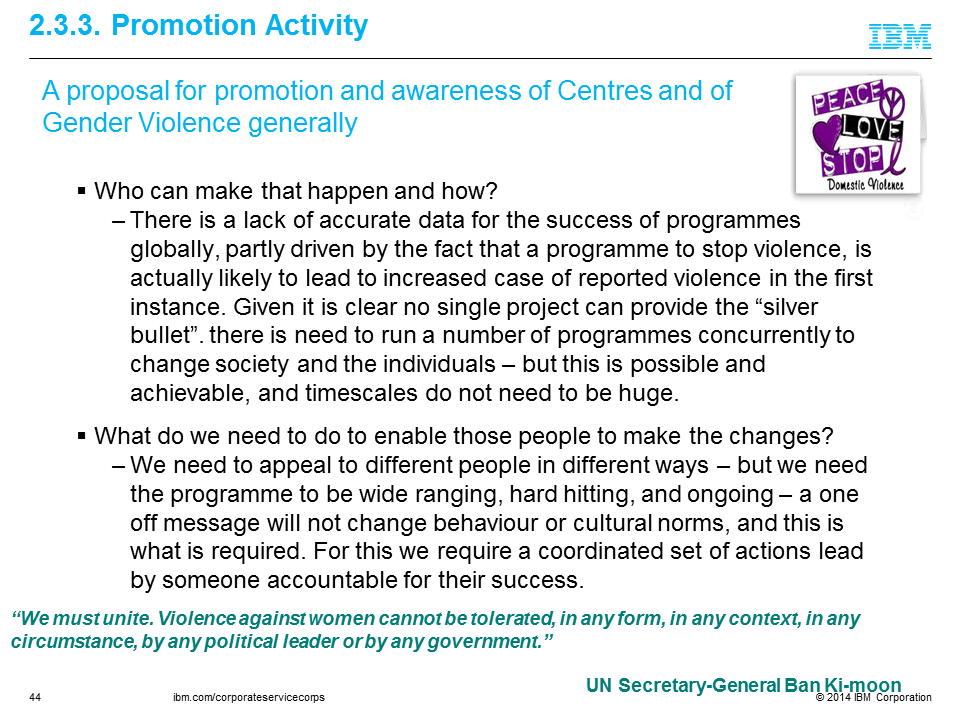 2.3.3. Promotion Activity
IBM
A proposal for promotion and awareness of Centres and of
Gender Violence generally
PEACE
LOVE
STOP
Domestic Violence
▪ Who can make that happen and how?
– There is a lack of accurate data for the success of programmes
globally, partly driven by the fact that a programme to stop violence, is
actually likely to lead to increased case of reported violence in the first
instance. Given it is clear no single project can provide the “silver
bullet”. there is need to run a number of programmes concurrently to
change society and the individuals – but this is possible and
achievable, and timescales do not need to be huge.
▪ What do we need to do to enable those people to make the changes?
– We need to appeal to different people in different ways – but we need
the programme to be wide ranging, hard hitting, and ongoing – a one
off message will not change behaviour or cultural norms, and this is
what is required. For this we require a coordinated set of actions lead
by someone accountable for their success.
“We must unite. Violence against women cannot be tolerated, in any form, in any context, in any
circumstance, by any political leader or by any government.”
UN Secretary-General Ban Ki-moon
44 ibm.com/corporateservicecorps © 2014 IBM Corporation